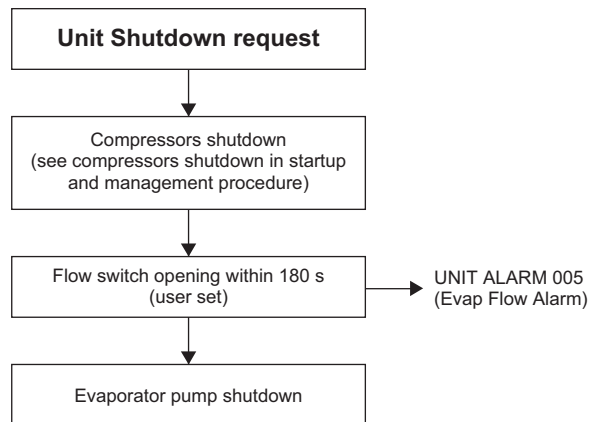 Unit Shutdown request
Compressors shutdown
(see compressors shutdown in startup
and management procedure)
Flow switch opening within 180 s
(user set)
UNIT ALARM 005
(Evap Flow Alarm)
Evaporator pump shutdown